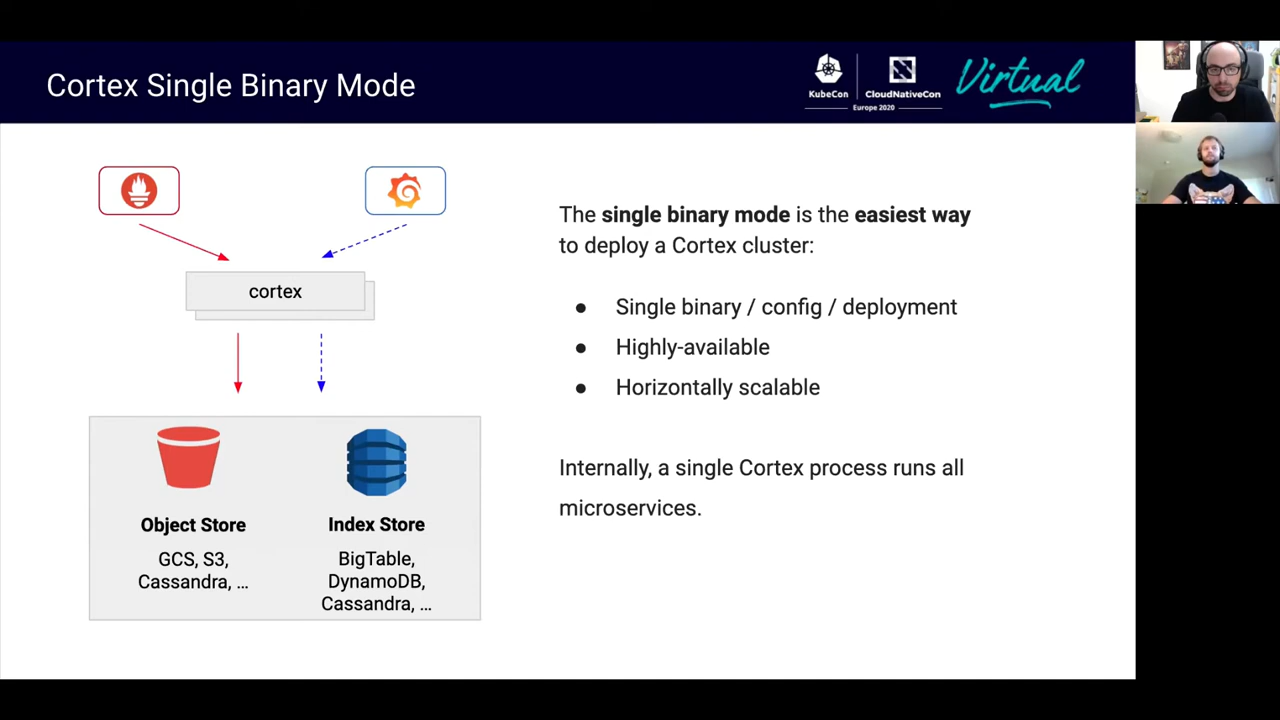 Cortex Single Binary Mode
KubeCon
CloudNativeCon
Europe 2020
Virtual
cortex
Object Store
GCS, S3,
Cassandra, ...
Index Store
BigTable,
DynamoDB,
Cassandra, ...
The single binary mode is the easiest way
to deploy a Cortex cluster:
● Single binary / config / deployment
● Highly-available
● Horizontally scalable
Internally, a single Cortex process runs all
microservices.